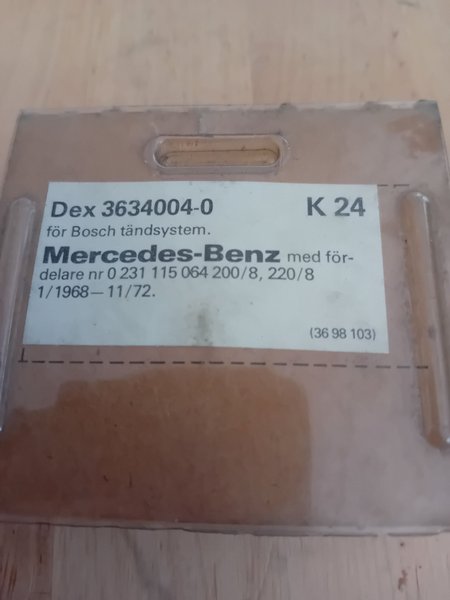 Dex 3634004-0 K 24
för Bosch tändsystem.
Mercedes-Benz med för-
delare nr 0 231 115 064 200/8, 220/8
1/1968 – 11/72.
(36 98 103)